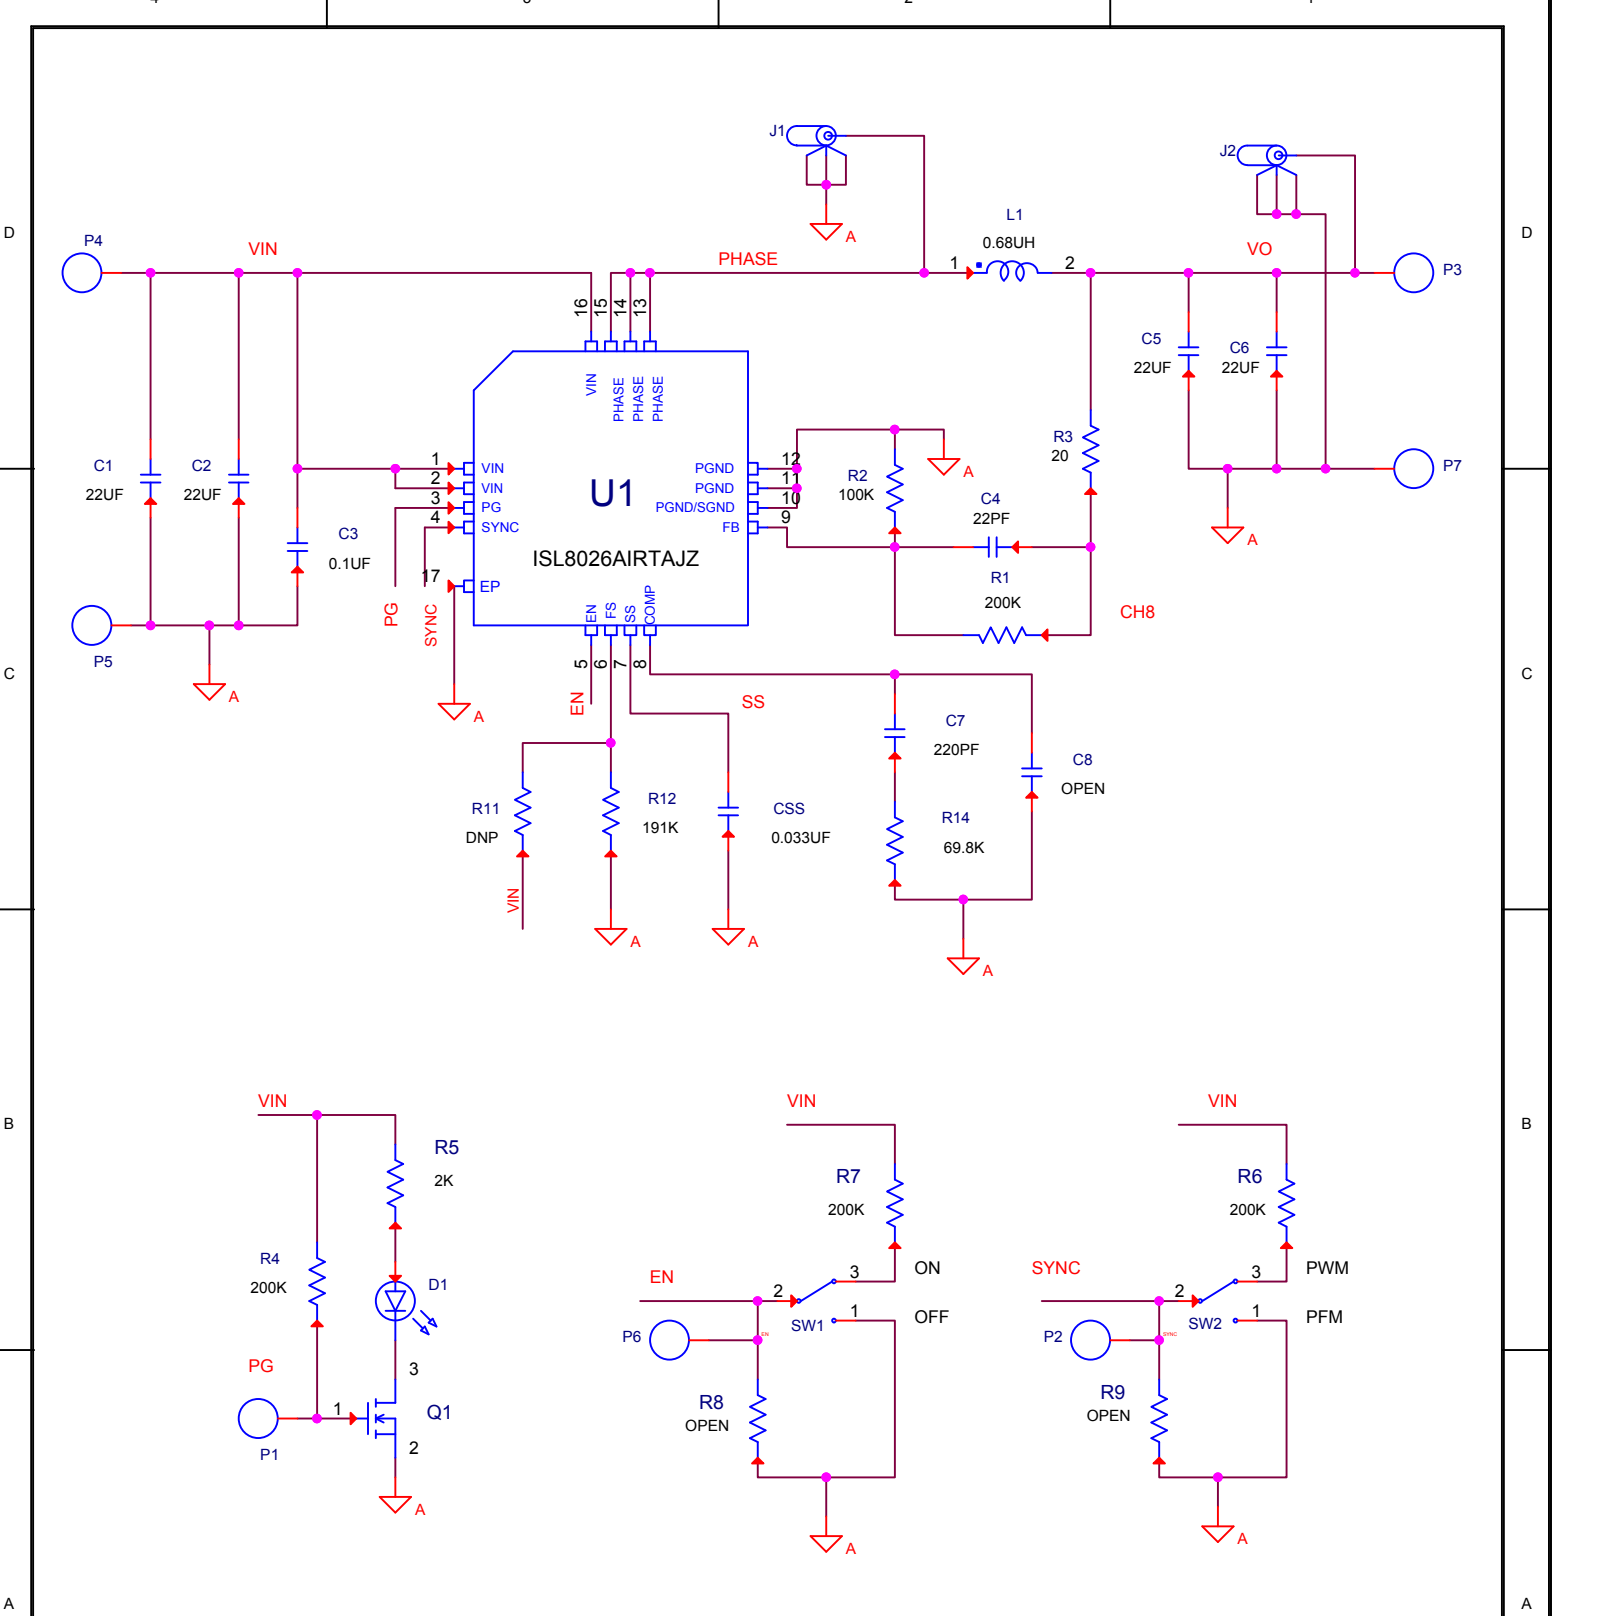 J1
A
J2
D
D
P4
VIN
PHASE
L1
0.68UH
1
2
VO
P3
16
15
14
13
VIN
PHASE
PHASE
PHASE
C1
22UF
C2
22UF
C3
0.1UF
1
2
3
4
17
VIN
VIN
PG
SYNC
EP
U1
ISL8026AIRTAJZ
PGND
PGND
PGND/SGND
FB
12
11
10
9
R2
100K
A
C4
22PF
R1
200K
R3
20
CH8
C5
22UF
C6
22UF
P7
A
PG
SYNC
EN
FS
SS
COMP
5
6
7
8
P5
A
A
C
C
EN
SS
R11
DNP
VIN
R12
191K
A
CSS
0.033UF
A
C7
220PF
R14
69.8K
C8
OPEN
A
B
B
VIN
R5
2K
R4
200K
D1
PG
P1
1
3
Q1
2
A
VIN
R7
200K
EN
2
3
ON
SW1
1
OFF
P6
EN
R8
OPEN
A
VIN
R6
200K
SYNC
2
3
PWM
SW2
1
PFM
P2
SYNC
R9
OPEN
A
A
A